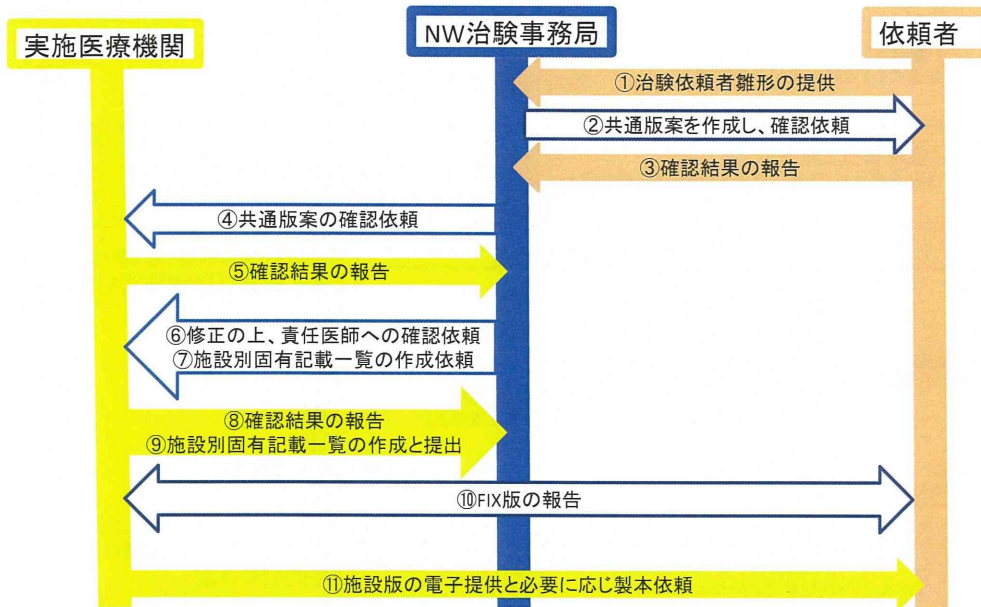 実施医療機関
NW治験事務局
依頼者
①治験依頼者雛形の提供
②共通版案を作成し、確認依頼
③確認結果の報告
④共通版案の確認依頼
⑤確認結果の報告
⑥修正の上、責任医師への確認依頼
⑦施設別固有記載一覧の作成依頼
⑧確認結果の報告
⑨施設別固有記載一覧の作成と提出
⑩FIX版の報告
⑪施設版の電子提供と必要に応じ製本依頼